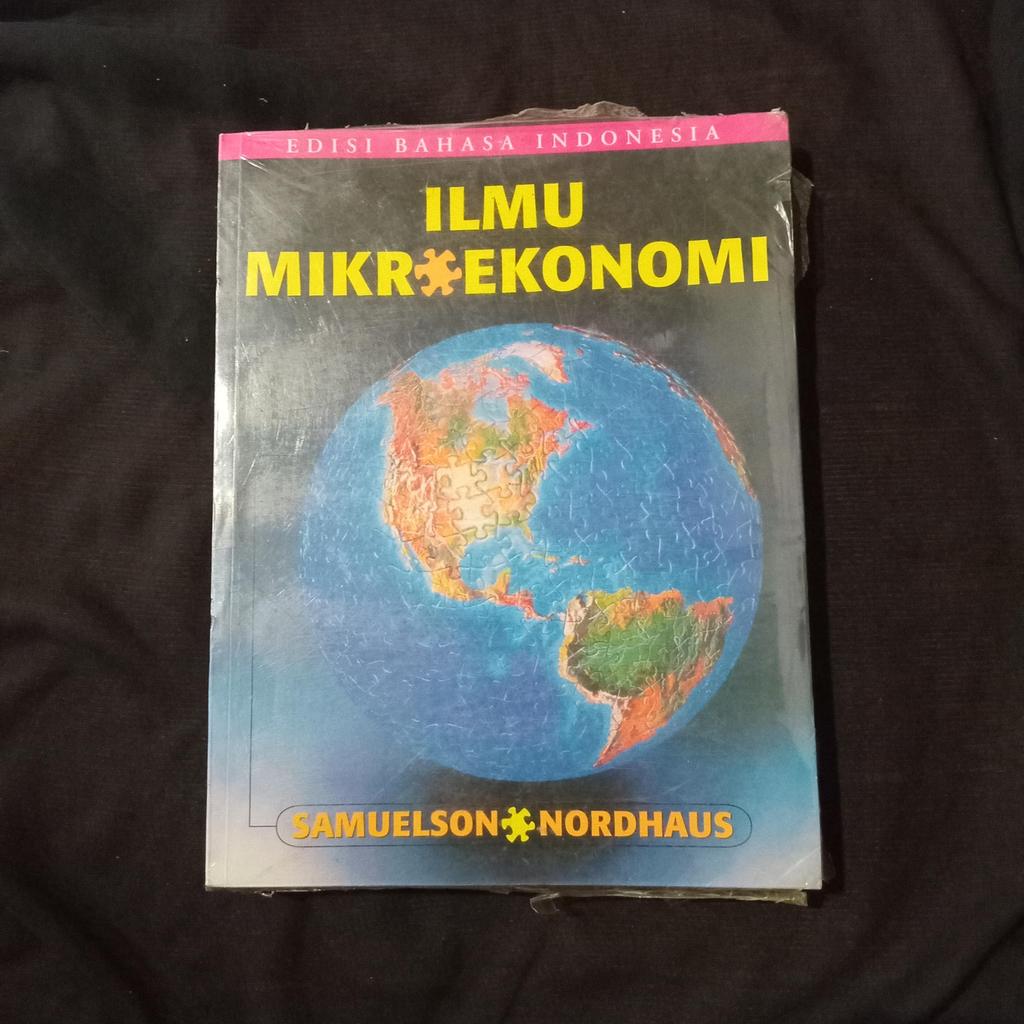 EDISI BAHASA INDONESIA
ILMU
MIKROEKONOMI
SAMUELSON NORDHAUS